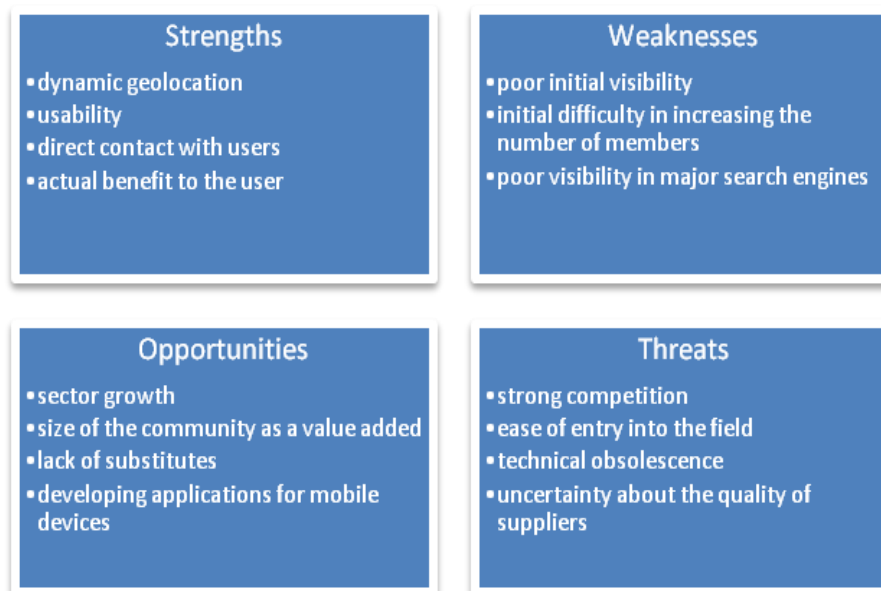 Strengths
•dynamic geolocation
•usability
•direct contact with users
•actual benefit to the user
Weaknesses
•poor initial visibility
•initial difficulty in increasing the
number of members
•poor visibility in major search engines
Opportunities
•sector growth
•size of the community as a value added
•lack of substitutes
•developing applications for mobile
devices
Threats
•strong competition
•ease of entry into the field
•technical obsolescence
•uncertainty about the quality of
suppliers